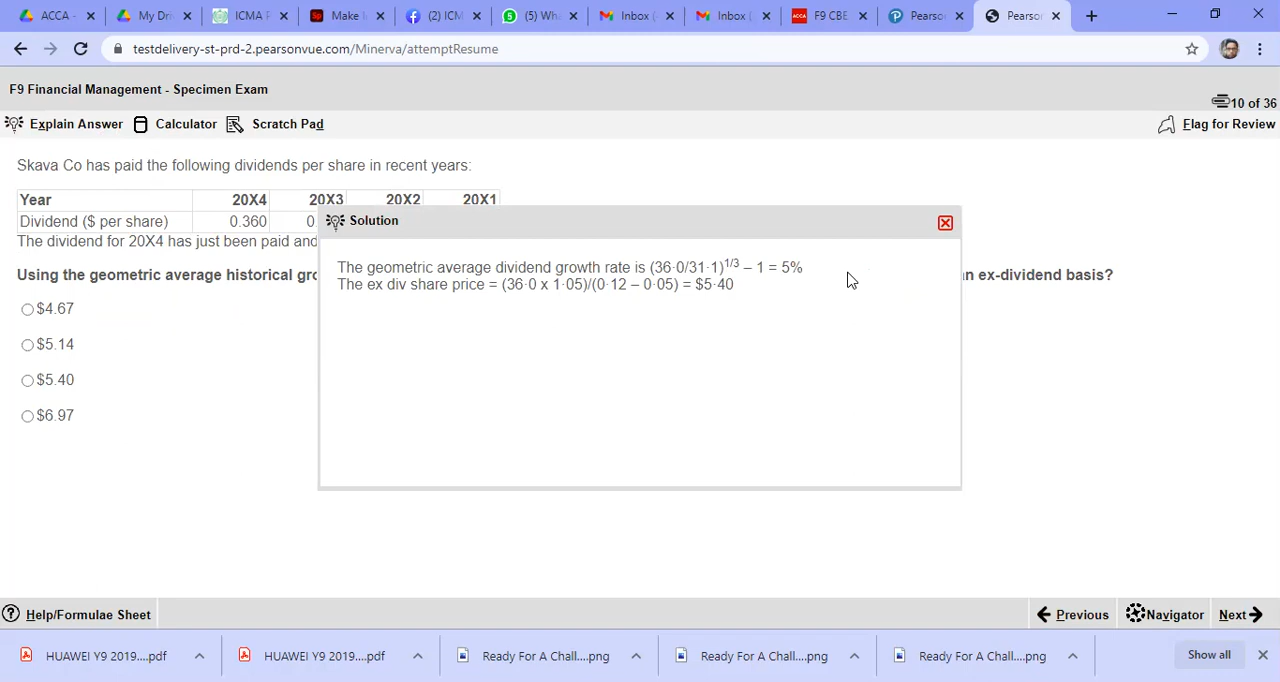 ACCA -
My Dri
ICMA P
Make I
(2) ICM
(5) Wha
Inbox (
Inbox (
ACCA
F9 CBE
Pearso
Pearso
testdelivery-st-prd-2.pearsonvue.com/Minerva/attemptResume
F9 Financial Management - Specimen Exam
10 of 36
Explain Answer Calculator Scratch Pad
Flag for Review
Skava Co has paid the following dividends per share in recent years:
Year 20X4 20X3 20X2 20X1
Dividend ($ per share) 0.360 0.
The dividend for 20X4 has just been paid and
Solution
Using the geometric average historical gro
an ex-dividend basis?
The geometric average dividend growth rate is (36·0/31·1)^1/3 – 1 = 5%
The ex div share price = (36·0 x 1·05)/(0·12 – 0·05) = $5·40
$4.67
$5.14
$5.40
$6.97
Help/Formulae Sheet
Previous Navigator Next
HUAWEI Y9 2019....pdf
HUAWEI Y9 2019....pdf
Ready For A Chall....png
Ready For A Chall....png
Ready For A Chall....png
Show all